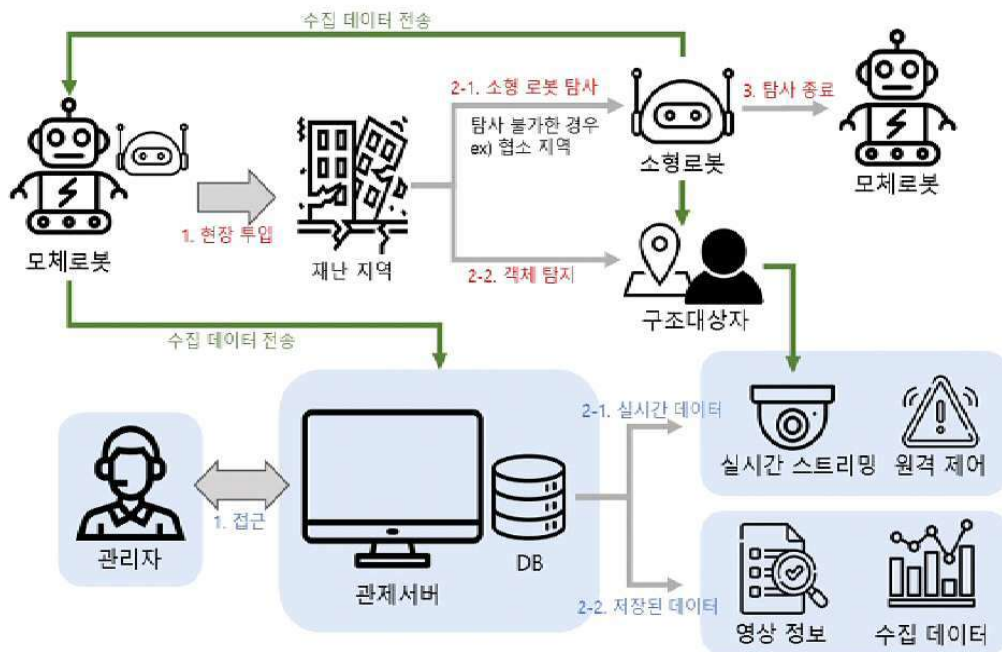 수집 데이터 전송
2-1. 소형 로봇 탐사
3. 탐사 종료
탐사 불가한 경우
ex) 협소 지역
소형로봇
모체로봇
1. 현장 투입
모체로봇
재난 지역
2-2. 객체 탐지
구조대상자
수집 데이터 전송
2-1. 실시간 데이터
실시간 스트리밍
원격 제어
1. 접근
관리자
DB
관제서버
2-2. 저장된 데이터
영상 정보
수집 데이터